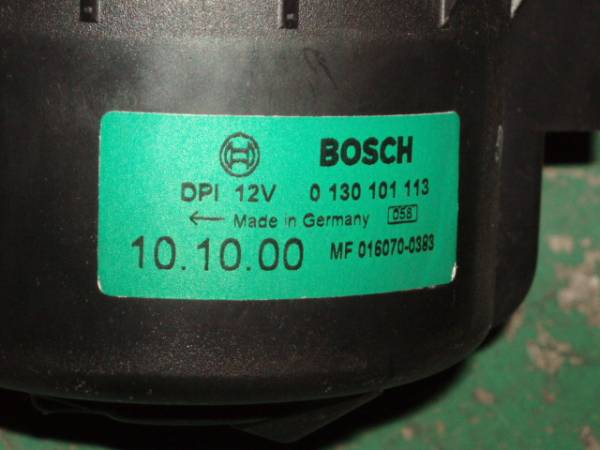 BOSCH
DPI 12V 0 130 101 113
← Made in Germany 058
10.10.00 MF 016070-0383